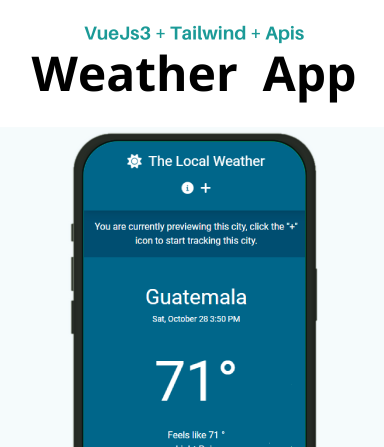 VueJs3 + Tailwind + Apis
Weather App
The Local Weather
You are currently previewing this city, click the "+"
icon to start tracking this city.
Guatemala
Sat, October 28 3:50 PM
71°
Feels like 71 °